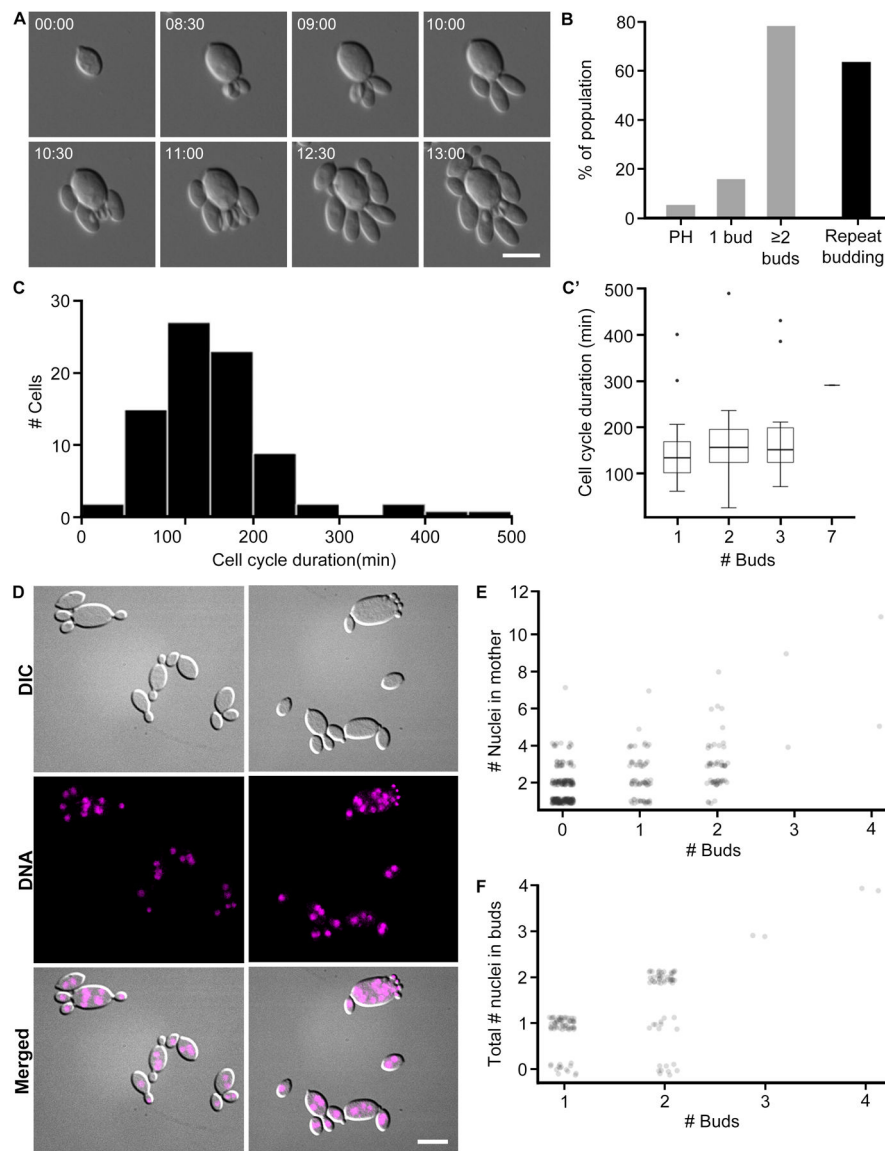 A
00:00
08:30
09:00
10:00
10:30
11:00
12:30
13:00
B
% of population
80
60
40
20
0
PH
1 bud
≥2
buds
Repeat
budding
C
# Cells
30
20
10
0
0
100
200
300
400
500
Cell cycle duration(min)
C'
Cell cycle duration (min)
500
400
300
200
100
1
2
3
7
# Buds
D
DIC
DNA
Merged
E
# Nuclei in mother
12
10
8
6
4
2
0
1
2
3
4
# Buds
F
Total # nuclei in buds
4
3
2
1
0
1
2
3
4
# Buds